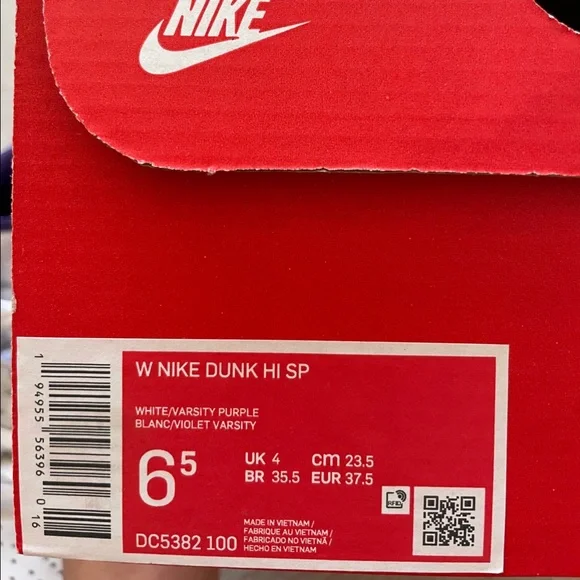 NIKE
W NIKE DUNK HI SP
WHITE/VARSITY PURPLE
BLANC/VIOLET VARSITY
6⁵
UK 4 cm 23.5
BR 35.5 EUR 37.5
RFID
MADE IN VIETNAM /
FABRIQUE AU VIETNAM /
FABRICADO NO VIETNÃ /
HECHO EN VIETNAM
DC5382 100
1 94955 56396 0 16